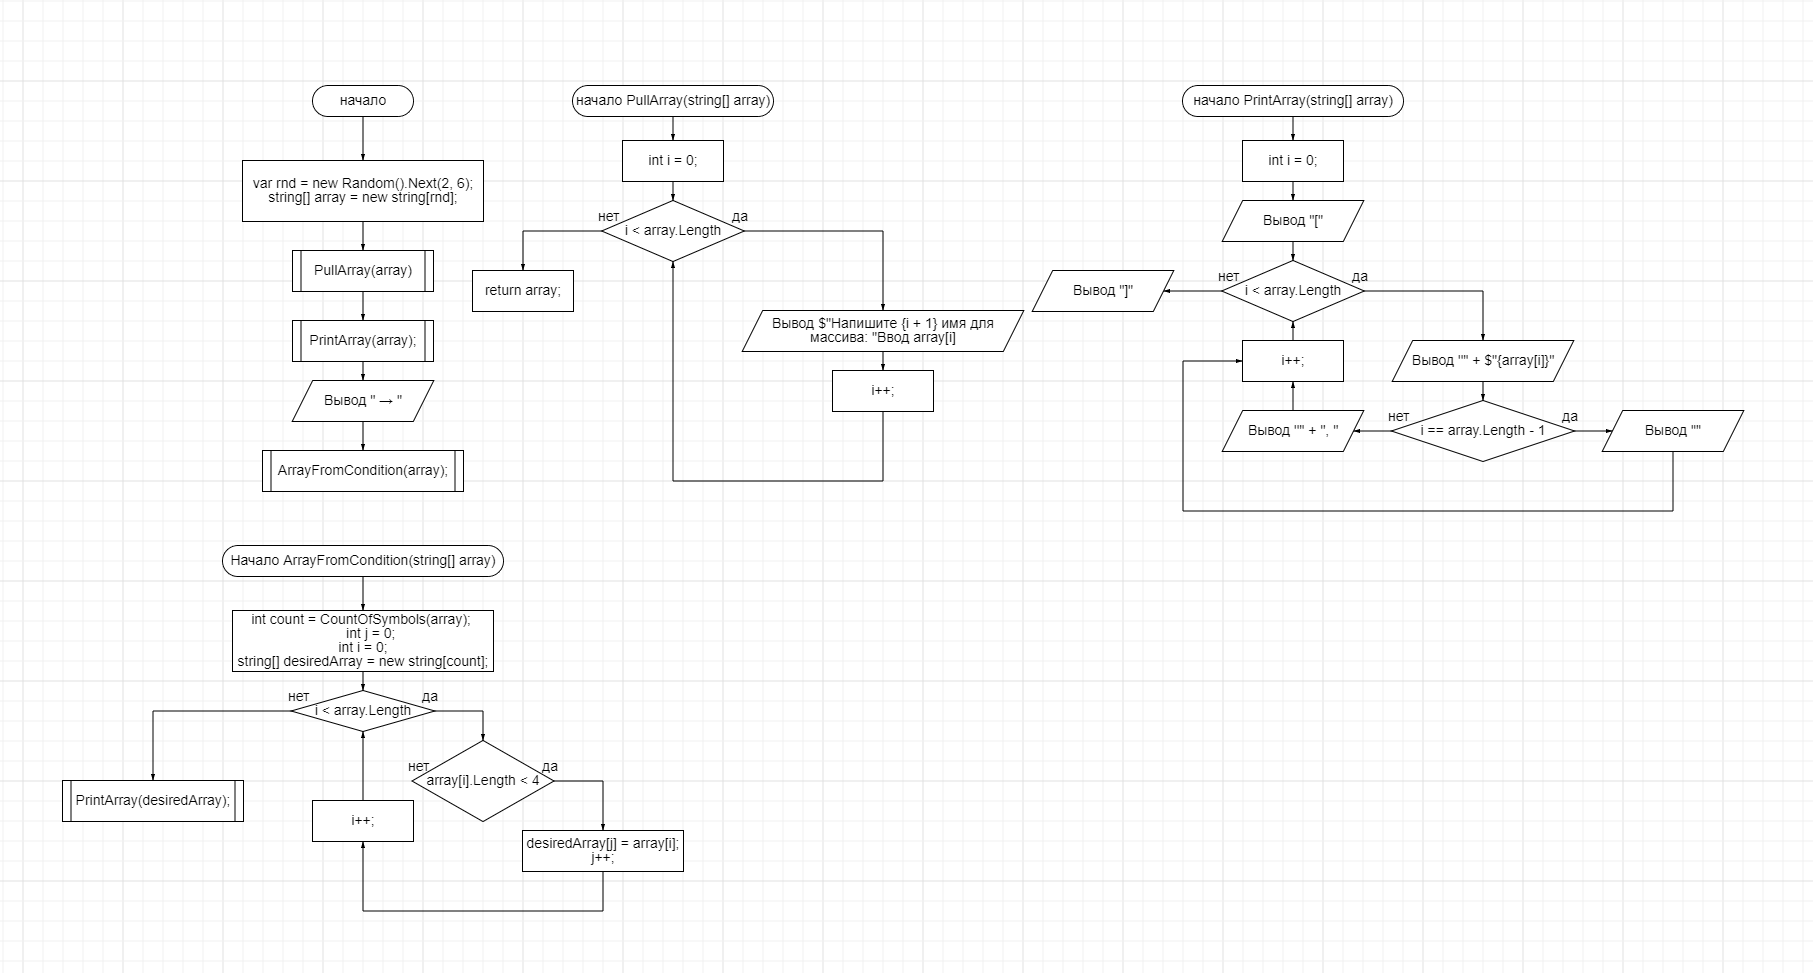 начало
var rnd = new Random().Next(2, 6);
string[] array = new string[rnd];
PullArray(array)
PrintArray(array);
Вывод " → "
ArrayFromCondition(array);
начало PullArray(string[] array)
int i = 0;
нет
да
i < array.Length
return array;
Вывод $"Напишите {i + 1} имя для
массива: "Ввод array[i]
i++;
начало PrintArray(string[] array)
int i = 0;
Вывод "["
нет
да
i < array.Length
Вывод "]"
i++;
Вывод "" + $"{array[i]}"
нет
да
i == array.Length - 1
Вывод "" + ", "
Вывод ""
Начало ArrayFromCondition(string[] array)
int count = CountOfSymbols(array);
int j = 0;
int i = 0;
string[] desiredArray = new string[count];
нет
да
i < array.Length
PrintArray(desiredArray);
нет
да
array[i].Length < 4
i++;
desiredArray[j] = array[i];
j++;